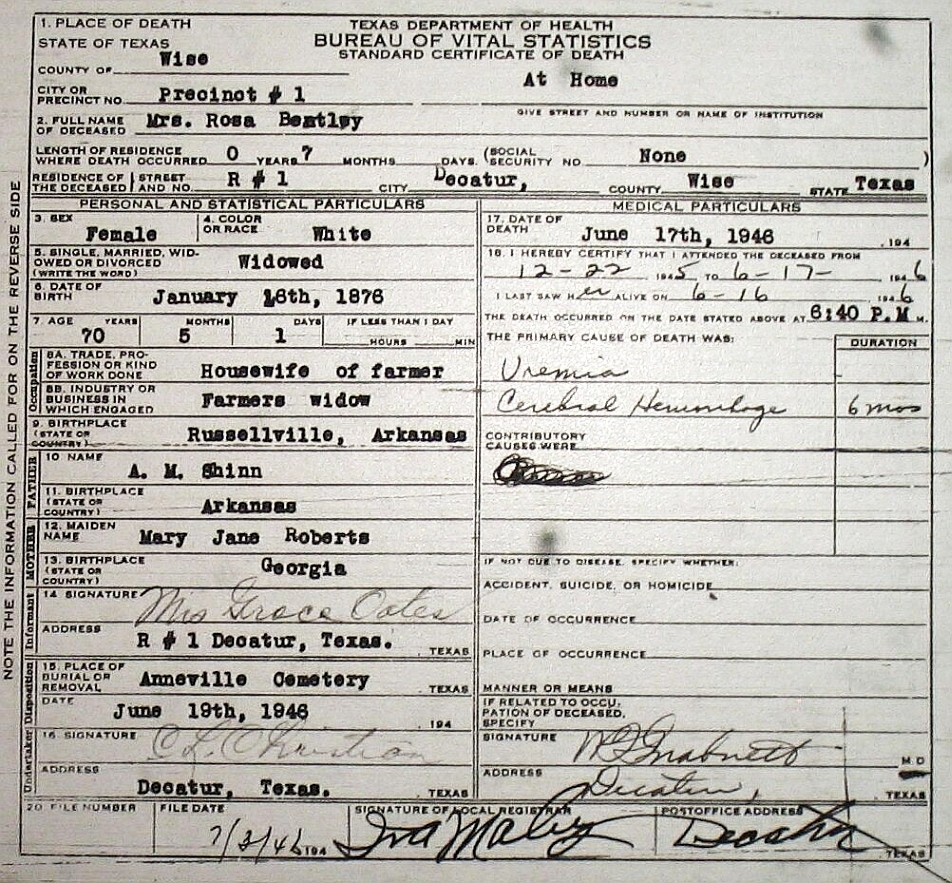 1. PLACE OF DEATH
STATE OF TEXAS
COUNTY OF Wise
TEXAS DEPARTMENT OF HEALTH
BUREAU OF VITAL STATISTICS
STANDARD CERTIFICATE OF DEATH
CITY OR PRECINCT NO. Precinct # 1
At Home
GIVE STREET AND NUMBER OR NAME OF INSTITUTION
2. FULL NAME OF DECEASED Mrs. Rosa Bentley
LENGTH OF RESIDENCE WHERE DEATH OCCURRED 0 YEARS 7 MONTHS DAYS. (SOCIAL SECURITY NO None )
RESIDENCE OF THE DECEASED STREET AND NO. R # 1 CITY Decatur, COUNTY Wise STATE Texas
PERSONAL AND STATISTICAL PARTICULARS
3. SEX Female
4. COLOR OR RACE White
5. SINGLE, MARRIED, WIDOWED OR DIVORCED (WRITE THE WORD) Widowed
6. DATE OF BIRTH January 16th, 1876
7. AGE YEARS 70 MONTHS 5 DAYS 1 IF LESS THAN 1 DAY HOURS MIN
Occupation
8A. TRADE, PROFESSION OR KIND OF WORK DONE Housewife of farmer
8B. INDUSTRY OR BUSINESS IN WHICH ENGAGED Farmers widow
9. BIRTHPLACE (STATE OR COUNTRY) Russellville, Arkansas
FATHER
10 NAME A. M. Shinn
11. BIRTHPLACE (STATE OR COUNTRY) Arkansas
MOTHER
12. MAIDEN NAME Mary Jane Roberts
13. BIRTHPLACE (STATE OR COUNTRY) Georgia
Informant
14 SIGNATURE Mrs Grace Oates
ADDRESS R # 1 Decatur, Texas. , TEXAS
Disposition
15. PLACE OF BURIAL OR REMOVAL Anneville Cemetery , TEXAS
DATE June 19th, 1946 , 194
Undertaker
16. SIGNATURE C L Christian
ADDRESS Decatur, Texas. , TEXAS
MEDICAL PARTICULARS
17. DATE OF DEATH June 17th, 1946 , 194
18. I HEREBY CERTIFY THAT I ATTENDED THE DECEASED FROM
12-22 1945 TO 6-17- 1946
I LAST SAW HER ALIVE ON 6-16 1946
THE DEATH OCCURRED ON THE DATE STATED ABOVE AT 6:40 P.M M.
THE PRIMARY CAUSE OF DEATH WAS: DURATION
Uremia
Cerebral Hemorrhage 6 mos
CONTRIBUTORY CAUSES WERE
IF NOT DUE TO DISEASE, SPECIFY WHETHER:
ACCIDENT, SUICIDE, OR HOMICIDE
DATE OF OCCURRENCE
PLACE OF OCCURRENCE
MANNER OR MEANS
IF RELATED TO OCCUPATION OF DECEASED, SPECIFY
SIGNATURE M.D
ADDRESS Decatur, , TEXAS
20. FILE NUMBER
FILE DATE 7/3/46 194
SIGNATURE OF LOCAL REGISTRAR Iva Maley
POSTOFFICE ADDRESS Decatur TEXAS
NOTE THE INFORMATION CALLED FOR ON THE REVERSE SIDE